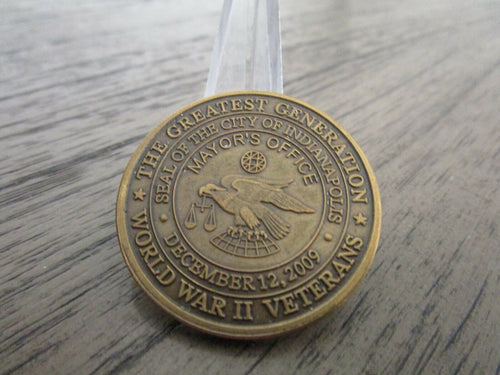 THE GREATEST GENERATION
SEAL OF THE CITY OF INDIANAPOLIS
MAYOR'S OFFICE
DECEMBER 12, 2009
WORLD WAR II VETERANS